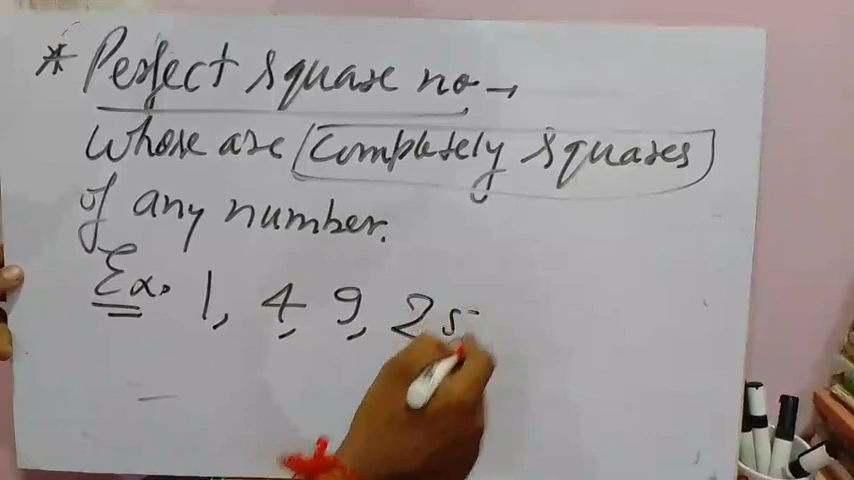 * Perfect square no →
whose are completely squares
of any number.
Ex. 1, 4, 9, 25